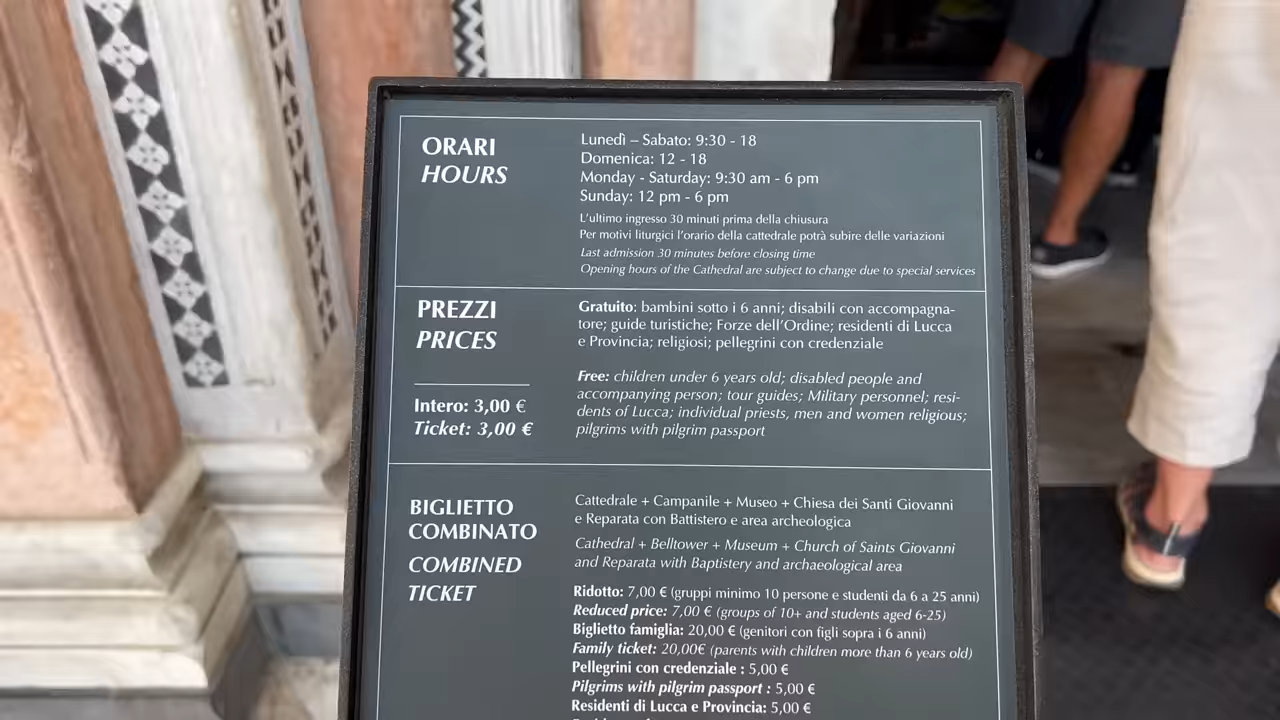 ORARI
HOURS
Lunedì – Sabato: 9:30 - 18
Domenica: 12 - 18
Monday - Saturday: 9:30 am - 6 pm
Sunday: 12 pm - 6 pm
L'ultimo ingresso 30 minuti prima della chiusura
Per motivi liturgici l'orario della cattedrale potrà subire delle variazioni
Last admission 30 minutes before closing time
Opening hours of the Cathedral are subject to change due to special services
PREZZI
PRICES
Intero: 3,00 €
Ticket: 3,00 €
Gratuito: bambini sotto i 6 anni; disabili con accompagna-
tore; guide turistiche; Forze dell'Ordine; residenti di Lucca
e Provincia; religiosi; pellegrini con credenziale
Free: children under 6 years old; disabled people and
accompanying person; tour guides; Military personnel; resi-
dents of Lucca; individual priests, men and women religious;
pilgrims with pilgrim passport
BIGLIETTO
COMBINATO
COMBINED
TICKET
Cattedrale + Campanile + Museo + Chiesa dei Santi Giovanni
e Reparata con Battistero e area archeologica
Cathedral + Belltower + Museum + Church of Saints Giovanni
and Reparata with Baptistery and archaeological area
Ridotto: 7,00 € (gruppi minimo 10 persone e studenti da 6 a 25 anni)
Reduced price: 7,00 € (groups of 10+ and students aged 6-25)
Biglietto famiglia: 20,00 € (genitori con figli sopra i 6 anni)
Family ticket: 20,00€ (parents with children more than 6 years old)
Pellegrini con credenziale : 5,00 €
Pilgrims with pilgrim passport : 5,00 €
Residenti di Lucca e Provincia: 5,00 €